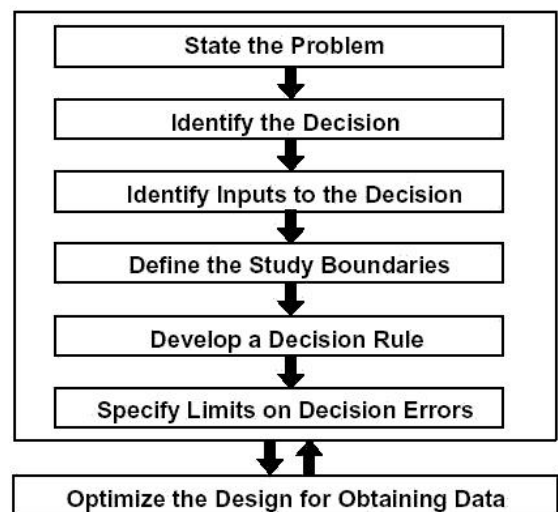 State the Problem
Identify the Decision
Identify Inputs to the Decision
Define the Study Boundaries
Develop a Decision Rule
Specify Limits on Decision Errors
Optimize the Design for Obtaining Data